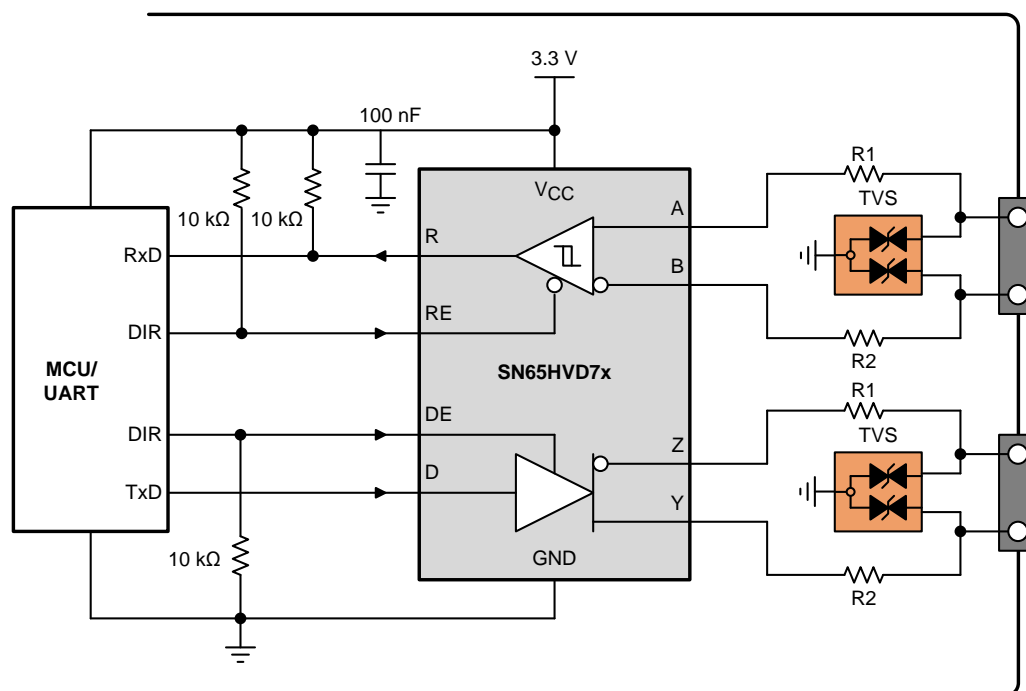 3.3 V
100 nF
R1
TVS
VCC
A
10 kΩ
10 kΩ
R
RxD
B
RE
DIR
R2
MCU/
UART
SN65HVD7x
R1
DE
TVS
DIR
Z
D
TxD
Y
10 kΩ
GND
R2